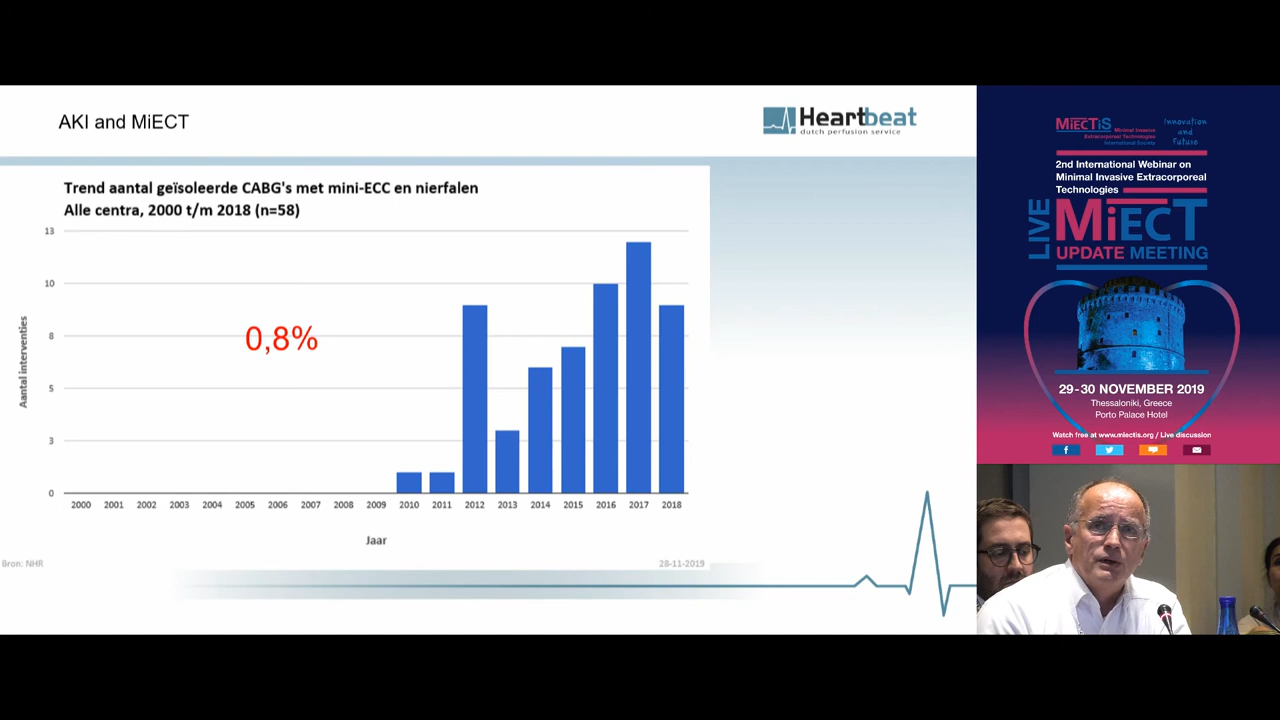 AKI and MiECT
Heartbeat
dutch perfusion service
Trend aantal geïsoleerde CABG's met mini-ECC en nierfalen
Alle centra, 2000 t/m 2018 (n=58)
13
10
8
5
3
0
Aantal interventies
0,8%
2000 2001 2002 2003 2004 2005 2006 2007 2008 2009 2010 2011 2012 2013 2014 2015 2016 2017 2018
Jaar
Bron: NHR
28-11-2019
MiECTiS
Minimal Invasive
Extracorporeal Technologies
International Society
Innovation
and
Future
2nd International Webinar on
Minimal Invasive Extracorporeal
Technologies
LIVE
MiECT
UPDATE MEETING
29-30 NOVEMBER 2019
Thessaloniki, Greece
Porto Palace Hotel
Watch free at www.miectis.org / Live discussion